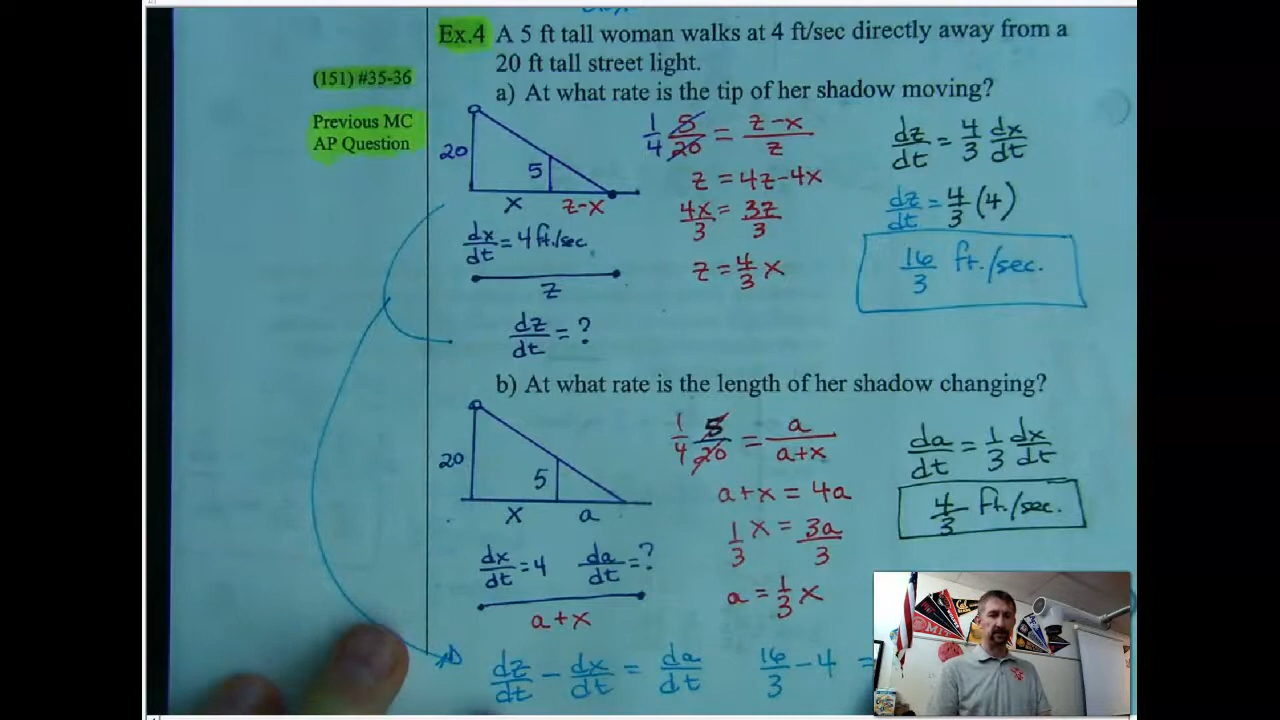 Ex.4 A 5 ft tall woman walks at 4 ft/sec directly away from a
20 ft tall street light.
(151) #35-36
a) At what rate is the tip of her shadow moving?
Previous MC
AP Question
20
5
x
z-x
dx/dt = 4 ft./sec.
z
dz/dt = ?
1/4 5/20 = z-x/z
z = 4z-4x
4x/3 = 3z/3
z = 4/3 x
dz/dt = 4/3 dx/dt
dz/dt = 4/3 (4)
16/3 ft./sec.
b) At what rate is the length of her shadow changing?
20
5
x
a
dx/dt = 4 da/dt = ?
a+x
1/4 5/20 = a/a+x
a+x = 4a
1/3 x = 3a/3
a = 1/3 x
da/dt = 1/3 dx/dt
4/3 ft./sec.
dz/dt - dx/dt = da/dt 16/3 - 4 =
MIT